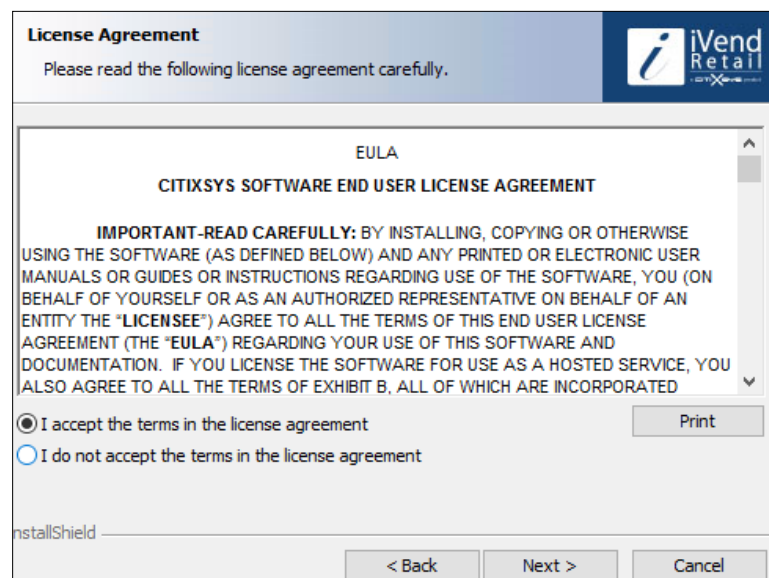 License Agreement
Please read the following license agreement carefully.
iVend
Retail
EULA
CITIXSYS SOFTWARE END USER LICENSE AGREEMENT
IMPORTANT-READ CAREFULLY: BY INSTALLING, COPYING OR OTHERWISE
USING THE SOFTWARE (AS DEFINED BELOW) AND ANY PRINTED OR ELECTRONIC USER
MANUALS OR GUIDES OR INSTRUCTIONS REGARDING USE OF THE SOFTWARE, YOU (ON
BEHALF OF YOURSELF OR AS AN AUTHORIZED REPRESENTATIVE ON BEHALF OF AN
ENTITY THE “LICENSEE”) AGREE TO ALL THE TERMS OF THIS END USER LICENSE
AGREEMENT (THE “EULA”) REGARDING YOUR USE OF THIS SOFTWARE AND
DOCUMENTATION.  IF YOU LICENSE THE SOFTWARE FOR USE AS A HOSTED SERVICE, YOU
ALSO AGREE TO ALL THE TERMS OF EXHIBIT B, ALL OF WHICH ARE INCORPORATED
I accept the terms in the license agreement
Print
I do not accept the terms in the license agreement
nstallShield
< Back
Next >
Cancel